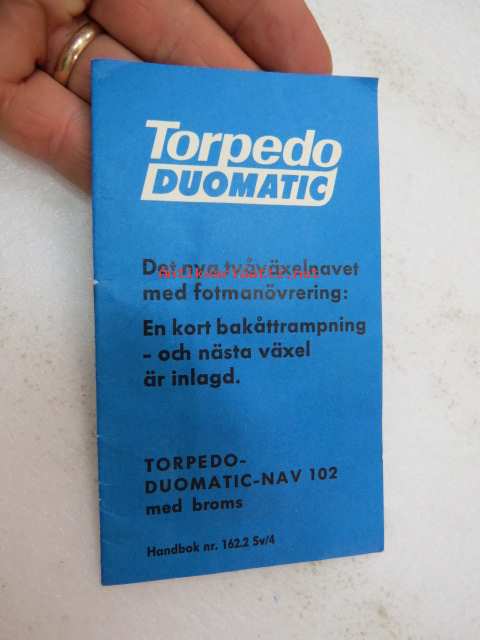 Torpedo
DUOMATIC
Det nya tvåväxelnavet
med fotmanövrering:
En kort bakåttrampning
- och nästa växel
är inlagd.
TORPEDO-
DUOMATIC-NAV 102
med broms
Handbok nr. 162.2 Sv/4